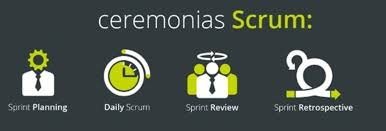 ceremonias Scrum:
Sprint Planning
Daily Scrum
Sprint Review
Sprint Retrospective